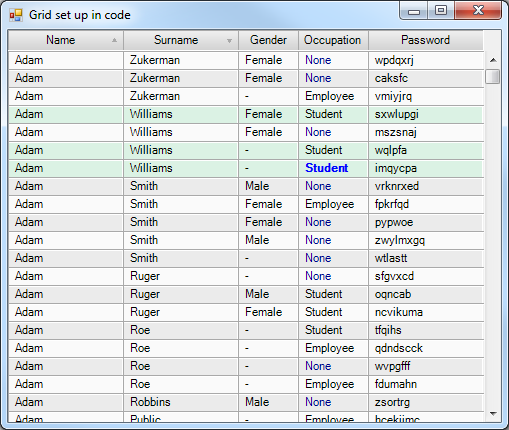 Grid set up in code
Name Surname Gender Occupation Password
Adam Zukerman Female None wpdqxrj
Adam Zukerman Female None caksfc
Adam Zukerman - Employee vmiyjrq
Adam Williams Female Student sxwlupgi
Adam Williams Female None mszsnaj
Adam Williams - Student wqlpfa
Adam Williams - Student imqycpa
Adam Smith Male None vrknrxed
Adam Smith Female Employee fpkrfqd
Adam Smith Female None pypwoe
Adam Smith Male None zwylmxgq
Adam Smith - None wtlastt
Adam Ruger - None sfgvxcd
Adam Ruger Male Student oqncab
Adam Ruger Female Student ncvikuma
Adam Roe - Student tfqihs
Adam Roe - Employee qdndscck
Adam Roe - None wvpgfff
Adam Roe - Employee fdumahn
Adam Robbins Male None zsortrg
Adam Public - Employee